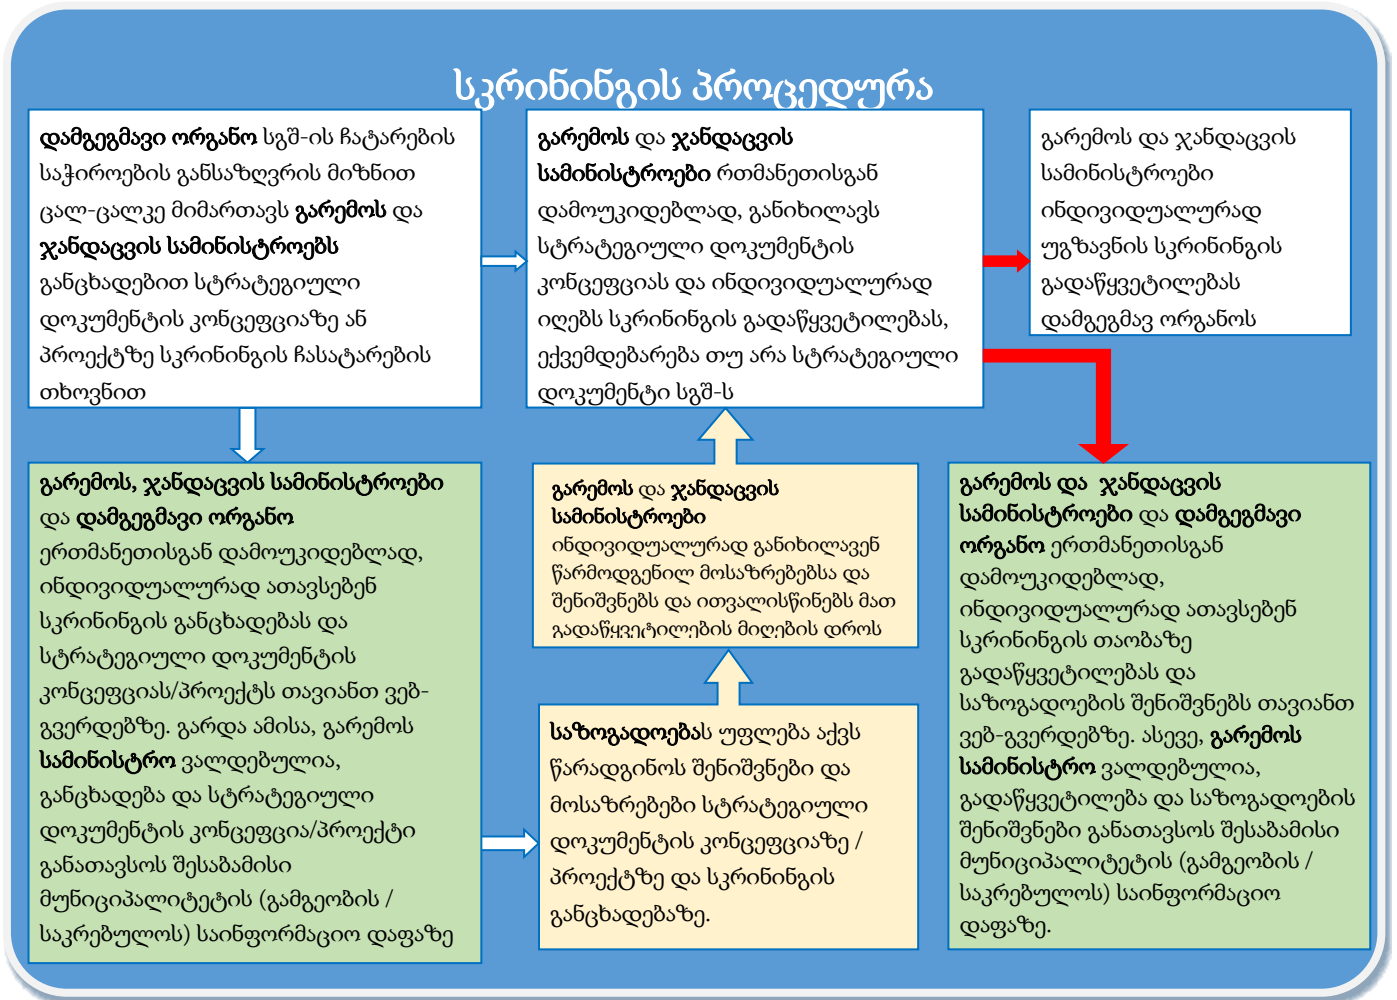 სკრინინგის პროცედურა
დამგეგმავი ორგანო სგშ-ის ჩატარების
საჭიროების განსაზღვრის მიზნით
ცალ-ცალკე მიმართავს გარემოს და
ჯანდაცვის სამინისტროებს
განცხადებით სტრატეგიული
დოკუმენტის კონცეფციაზე ან
პროექტზე სკრინინგის ჩასატარების
თხოვნით
გარემოს და ჯანდაცვის
სამინისტროები რთმანეთისგან
დამოუკიდებლად, განიხილავს
სტრატეგიული დოკუმენტის
კონცეფციას და ინდივიდუალურად
იღებს სკრინინგის გადაწყვეტილებას,
ექვემდებარება თუ არა სტრატეგიული
დოკუმენტი სგშ-ს
გარემოს და ჯანდაცვის
სამინისტროები
ინდივიდუალურად
უგზავნის სკრინინგის
გადაწყვეტილებას
დამგეგმავ ორგანოს
გარემოს, ჯანდაცვის სამინისტროები
და დამგეგმავი ორგანო
ერთმანეთისგან დამოუკიდებლად,
ინდივიდუალურად ათავსებენ
სკრინინგის განცხადებას და
სტრატეგიული დოკუმენტის
კონცეფციას/პროექტს თავიანთ ვებ-
გვერდებზე. გარდა ამისა, გარემოს
სამინისტრო ვალდებულია,
განცხადება და სტრატეგიული
დოკუმენტის კონცეფცია/პროექტი
განათავსოს შესაბამისი
მუნიციპალიტეტის (გამგეობის /
საკრებულოს) საინფორმაციო დაფაზე
გარემოს და ჯანდაცვის
სამინისტროები
ინდივიდუალურად განიხილავენ
წარმოდგენილ მოსაზრებებსა და
შენიშვნებს და ითვალისწინებს მათ
გადაწყვეტილების მიღების დროს
საზოგადოებას უფლება აქვს
წარადგინოს შენიშვნები და
მოსაზრებები სტრატეგიული
დოკუმენტის კონცეფციაზე /
პროექტზე და სკრინინგის
განცხადებაზე.
გარემოს და ჯანდაცვის
სამინისტროები და დამგეგმავი
ორგანო ერთმანეთისგან
დამოუკიდებლად,
ინდივიდუალურად ათავსებენ
სკრინინგის თაობაზე
გადაწყვეტილებას და
საზოგადოების შენიშვნებს თავიანთ
ვებ-გვერდებზე. ასევე, გარემოს
სამინისტრო ვალდებულია,
გადაწყვეტილება და საზოგადოების
შენიშვნები განათავსოს შესაბამისი
მუნიციპალიტეტის (გამგეობის /
საკრებულოს) საინფორმაციო
დაფაზე.